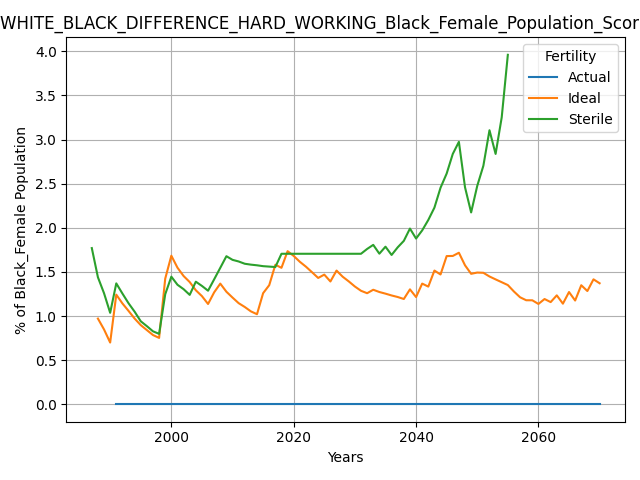 WHITE_BLACK_DIFFERENCE_HARD_WORKING_Black_Female_Population_Scor
Fertility
Actual
Ideal
Sterile
% of Black_Female Population
4.0
3.5
3.0
2.5
2.0
1.5
1.0
0.5
0.0
2000 2020 2040 2060
Years